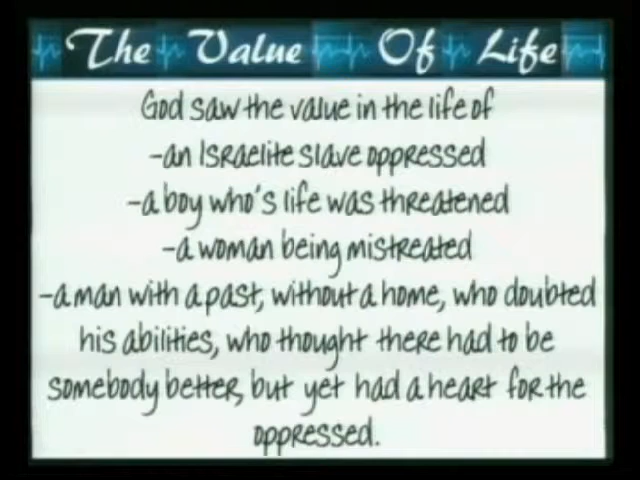 The Value Of Life
God saw the value in the life of
-an Israelite slave oppressed
-a boy who's life was threatened
-a woman being mistreated
-a man with a past, without a home, who doubted
his abilities, who thought there had to be
somebody better, but yet had a heart for the
oppressed.